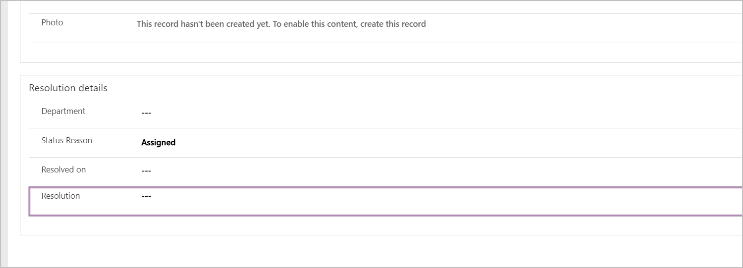 Photo This record hasn't been created yet. To enable this content, create this record
Resolution details
Department ---
Status Reason Assigned
Resolved on ---
Resolution ---